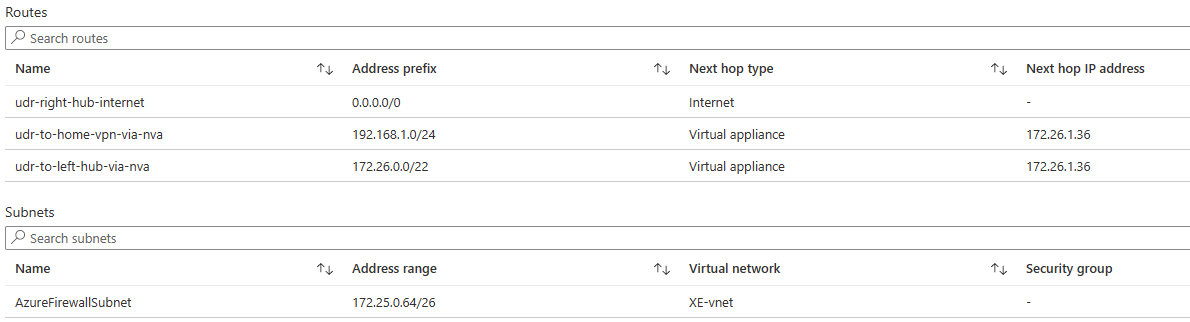 Routes
Search routes
Name Address prefix Next hop type Next hop IP address
udr-right-hub-internet 0.0.0.0/0 Internet -
udr-to-home-vpn-via-nva 192.168.1.0/24 Virtual appliance 172.26.1.36
udr-to-left-hub-via-nva 172.26.0.0/22 Virtual appliance 172.26.1.36
Subnets
Search subnets
Name Address range Virtual network Security group
AzureFirewallSubnet 172.25.0.64/26 XE-vnet -